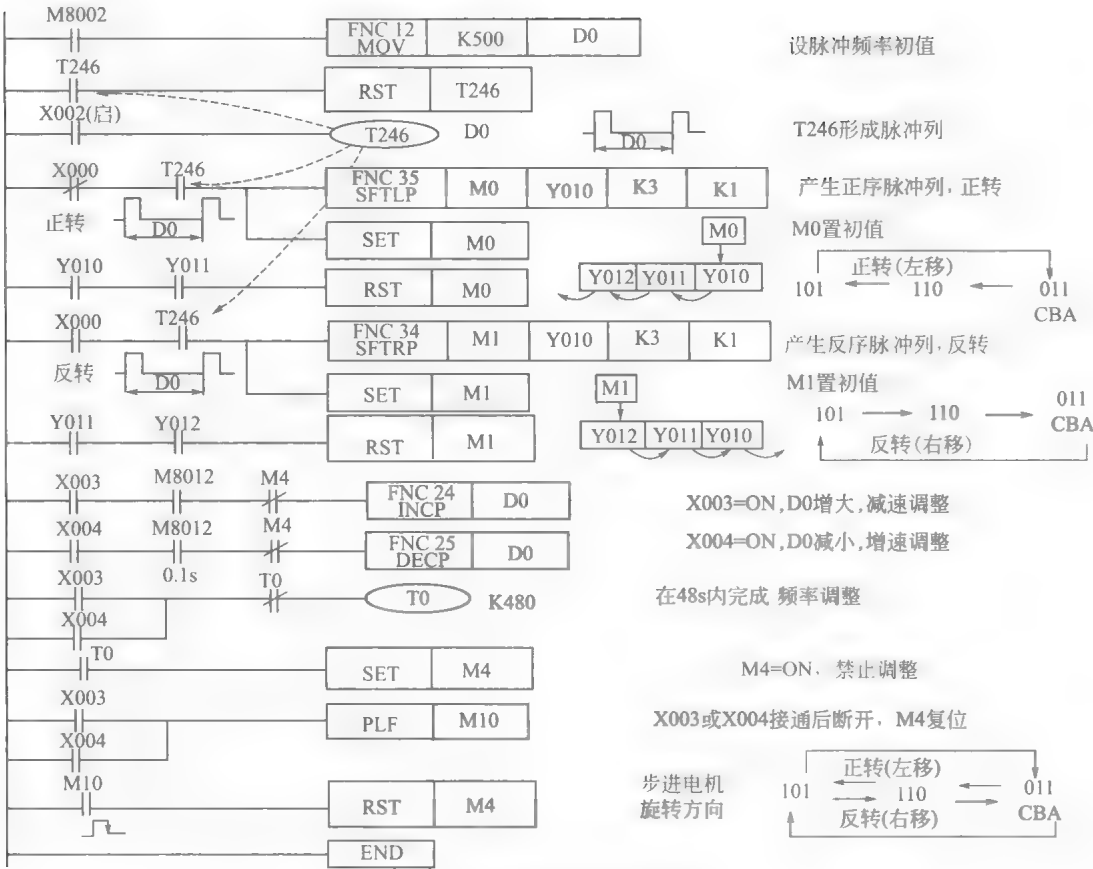 M8002
FNC 12 MOV K500 D0 设脉冲频率初值
T246
RST T246
X002(启)
T246 D0 D0 T246形成脉冲列
X000 T246
FNC 35 SFTLP M0 Y010 K3 K1 产生正序脉冲列,正转
正转 D0
SET M0 M0 M0置初值
Y010 Y011
RST M0 Y012 Y011 Y010
正转(左移)
101 110 011
CBA
X000 T246
FNC 34 SFTRP M1 Y010 K3 K1 产生反序脉冲列,反转
反转 D0
SET M1 M1 M1置初值
101 110 011
CBA
Y011 Y012
RST M1 Y012 Y011 Y010
反转(右移)
X003 M8012 M4
FNC 24 INCP D0 X003=ON,D0增大,减速调整
X004 M8012 M4
FNC 25 DECP D0 X004=ON,D0减小,增速调整
0.1s
X003 T0
T0 K480 在48s内完成 频率调整
X004
T0
SET M4 M4=ON, 禁止调整
X003
PLF M10 X003或X004接通后断开, M4复位
X004
M10
RST M4
步进电机
旋转方向
正转(左移)
101 110 011
反转(右移) CBA
END